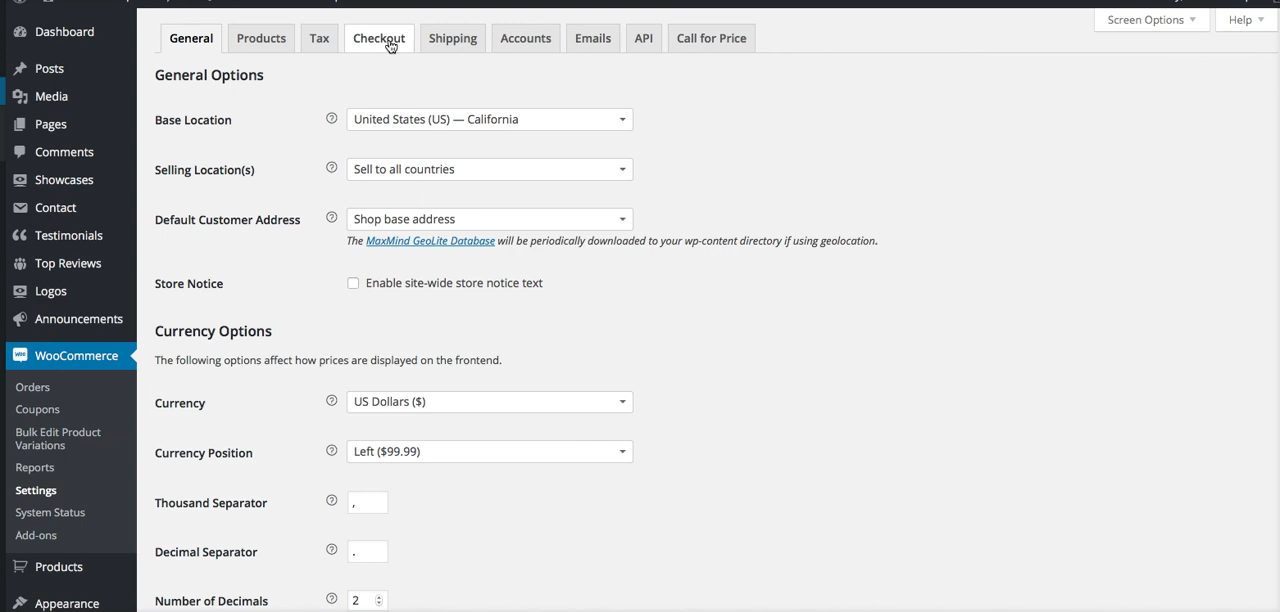 Screen Options
Help
Dashboard
Posts
Media
Pages
Comments
Showcases
Contact
Testimonials
Top Reviews
Logos
Announcements
WooCommerce
Orders
Coupons
Bulk Edit Product
Variations
Reports
Settings
System Status
Add-ons
Products
Appearance
General Products Tax Checkout Shipping Accounts Emails API Call for Price
General Options
Base Location United States (US) — California
Selling Location(s) Sell to all countries
Default Customer Address Shop base address
The MaxMind GeoLite Database will be periodically downloaded to your wp-content directory if using geolocation.
Store Notice Enable site-wide store notice text
Currency Options
The following options affect how prices are displayed on the frontend.
Currency US Dollars ($)
Currency Position Left ($99.99)
Thousand Separator ,
Decimal Separator .
Number of Decimals 2